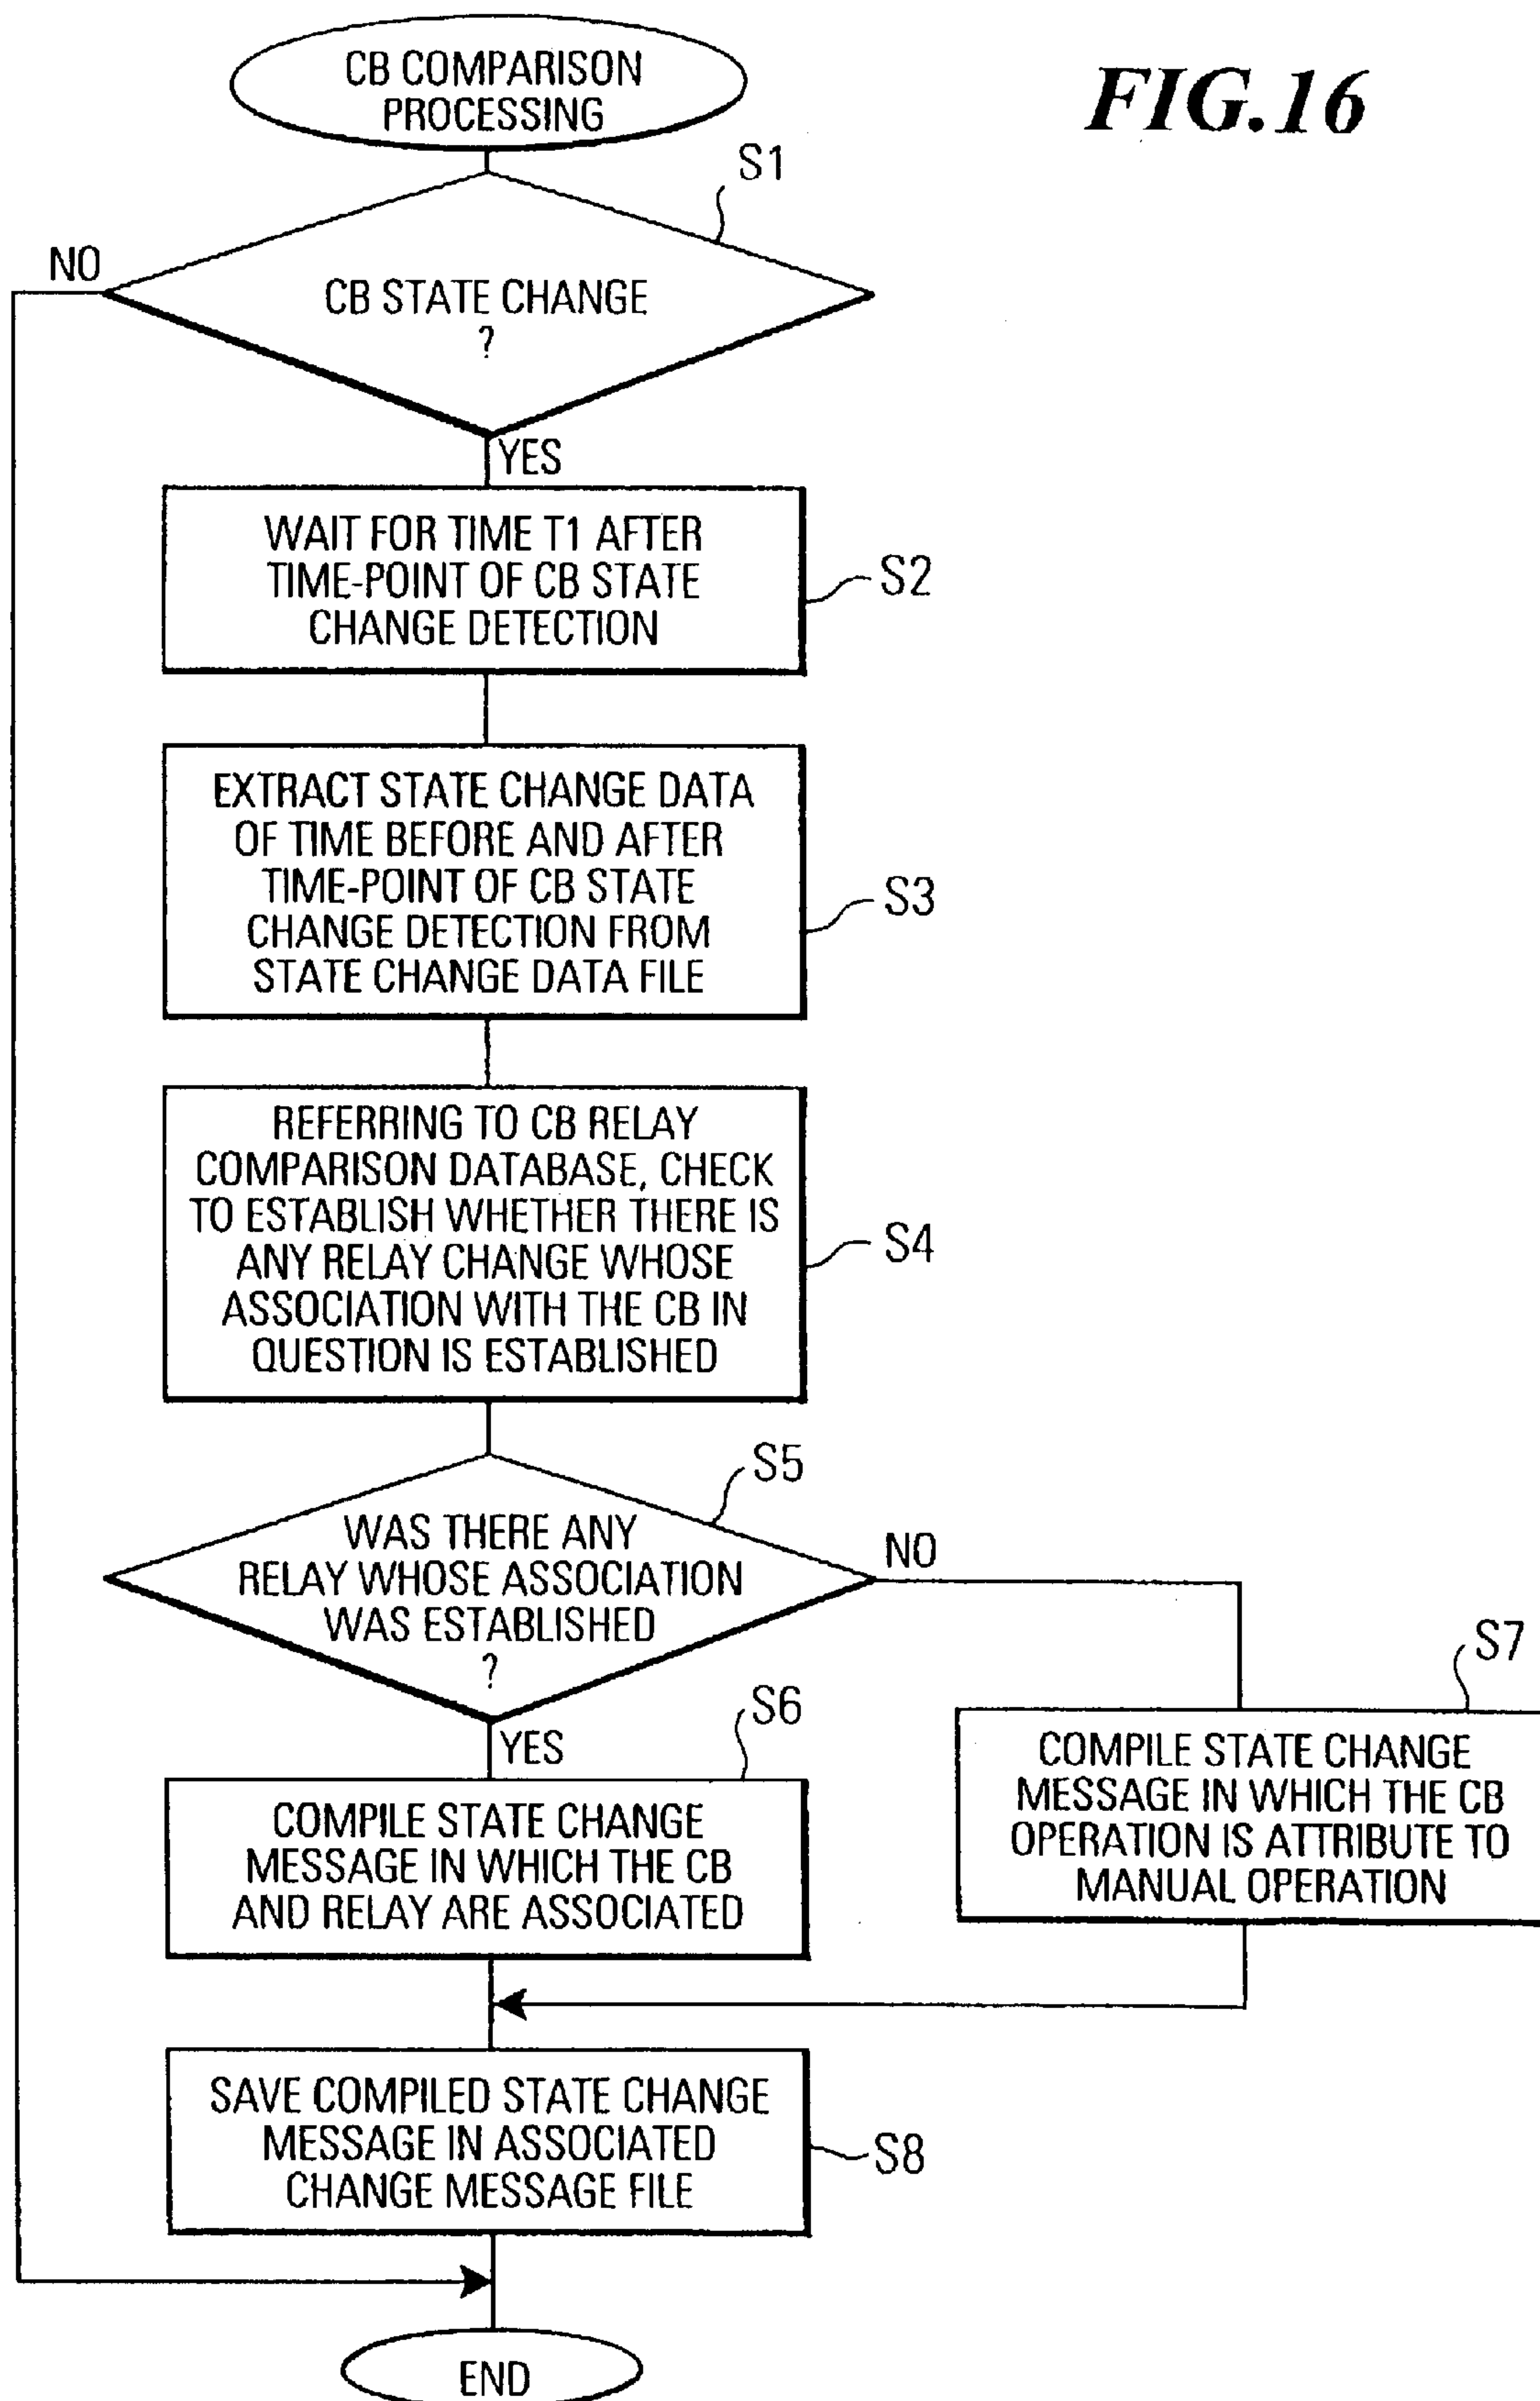 CB COMPARISON
PROCESSING
FIG.16
S1
NO
CB STATE CHANGE
?
YES
WAIT FOR TIME T1 AFTER
TIME-POINT OF CB STATE
CHANGE DETECTION
S2
EXTRACT STATE CHANGE DATA
OF TIME BEFORE AND AFTER
TIME-POINT OF CB STATE
CHANGE DETECTION FROM
STATE CHANGE DATA FILE
S3
REFERRING TO CB RELAY
COMPARISON DATABASE, CHECK
TO ESTABLISH WHETHER THERE IS
ANY RELAY CHANGE WHOSE
ASSOCIATION WITH THE CB IN
QUESTION IS ESTABLISHED
S4
S5
WAS THERE ANY
RELAY WHOSE ASSOCIATION
WAS ESTABLISHED
?
NO
YES
S6
COMPILE STATE CHANGE
MESSAGE IN WHICH THE CB
AND RELAY ARE ASSOCIATED
S7
COMPILE STATE CHANGE
MESSAGE IN WHICH THE CB
OPERATION IS ATTRIBUTE TO
MANUAL OPERATION
SAVE COMPILED STATE CHANGE
MESSAGE IN ASSOCIATED
CHANGE MESSAGE FILE
S8
END